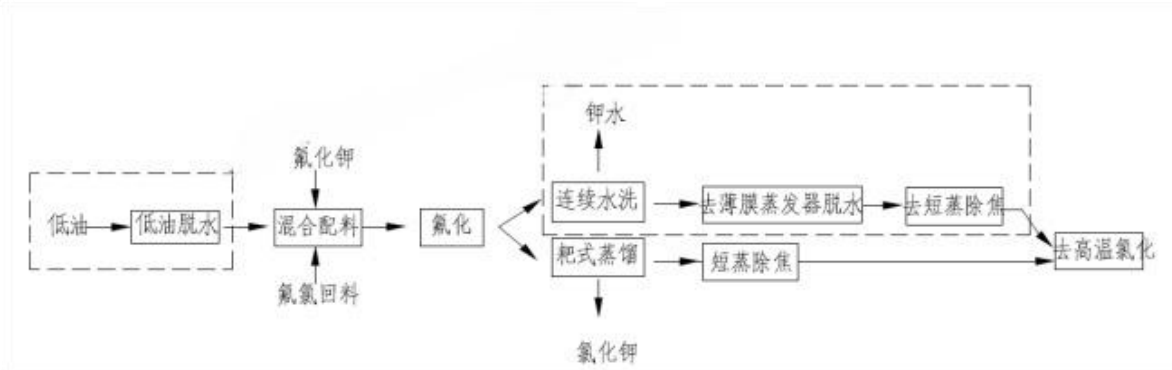 钾水
氟化钾
连续水洗
去薄膜蒸发器脱水
去短蒸除焦
低油
低油脱水
混合配料
氟化
耙式蒸馏
短蒸除焦
去高温氯化
氟氯回料
氯化钾